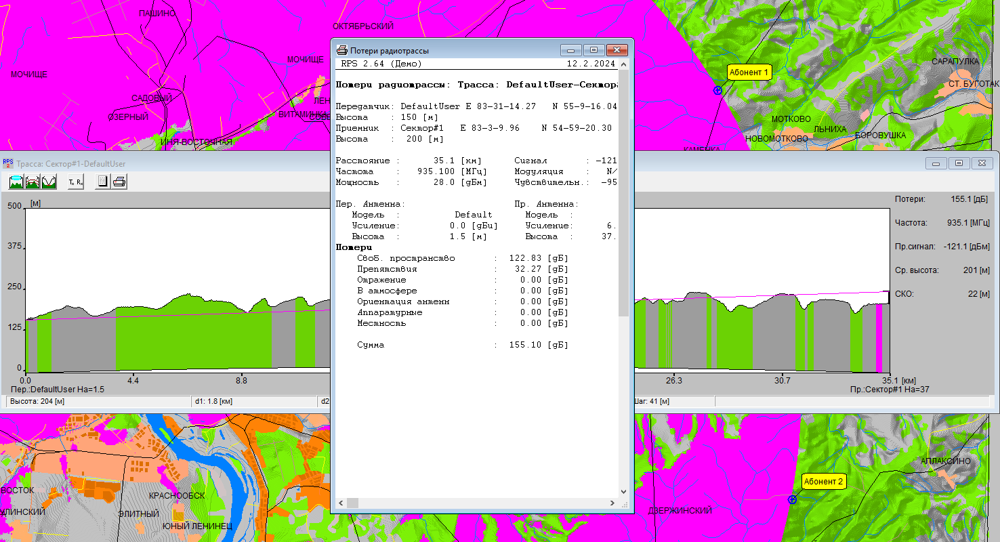 ПАШИНО
ОКТЯБРЬСКИЙ
МОЧИЩЕ
МОЧИЩЕ
САДОВЫЙ
ОЗЕРНЫЙ
ВИТАМИНКА
ИНЯ-ВОСТОЧНАЯ
Абонент 1
САРАПУЛКА
СТ. БУГОТАК
МОТКОВО
ЛЬНИХА
НОВОМОТКОВО
БОРОВУШКА
КАМЕНКА
Потери радиотрассы
RPS 2.64 (Демо) 12.2.2024
Потери радиотрассы: Трасса: DefaultUser-Сектор
Передатчик: DefaultUser E 83-31-14.27 N 55-9-16.04
Высота : 150 [м]
Приемник : Сектор#1 E 83-3-9.96 N 54-59-20.30
Высота : 200 [м]
Расстояние : 35.1 [км] Сигнал : -121
Частота : 935.100 [МГц] Модуляция : N/
Мощность : 28.0 [дБм] Чувствительн.: -95
Пер. Антенна: Пр. Антенна:
Модель : Default Модель :
Усиление: 0.0 [дБи] Усиление: 6.
Высота : 1.5 [м] Высота : 37.
Потери
Своб. пространство : 122.83 [дБ]
Препятствия : 32.27 [дБ]
Отражение : 0.00 [дБ]
В атмосфере : 0.00 [дБ]
Ориентация антенн : 0.00 [дБ]
Аппаратурные : 0.00 [дБ]
Местность : 0.00 [дБ]
Сумма : 155.10 [дБ]
RPS 2 Трасса: Сектор#1-DefaultUser
Tx Rx
[м]
500
375
250
125
0
0.0 4.4 8.8 26.3 30.7 35.1 [км]
Пер.:DefaultUser Ha=1.5 Пр.:Сектор#1 Ha=37
Высота: 204 [м] d1: 1.8 [км] d2 Шаг: 41 [м]
Потери: 155.1 [дБ]
Частота: 935.1 [МГц]
Пр.сигнал: -121.1 [дБм]
Ср. высота: 201 [м]
СКО: 22 [м]
ВОСТОК
УЛИНСКИЙ
КРАСНООБСК
ЭЛИТНЫЙ
ЮНЫЙ ЛЕНИНЕЦ
АПЛАКСИНО
Абонент 2
ДЗЕРЖИНСКИЙ